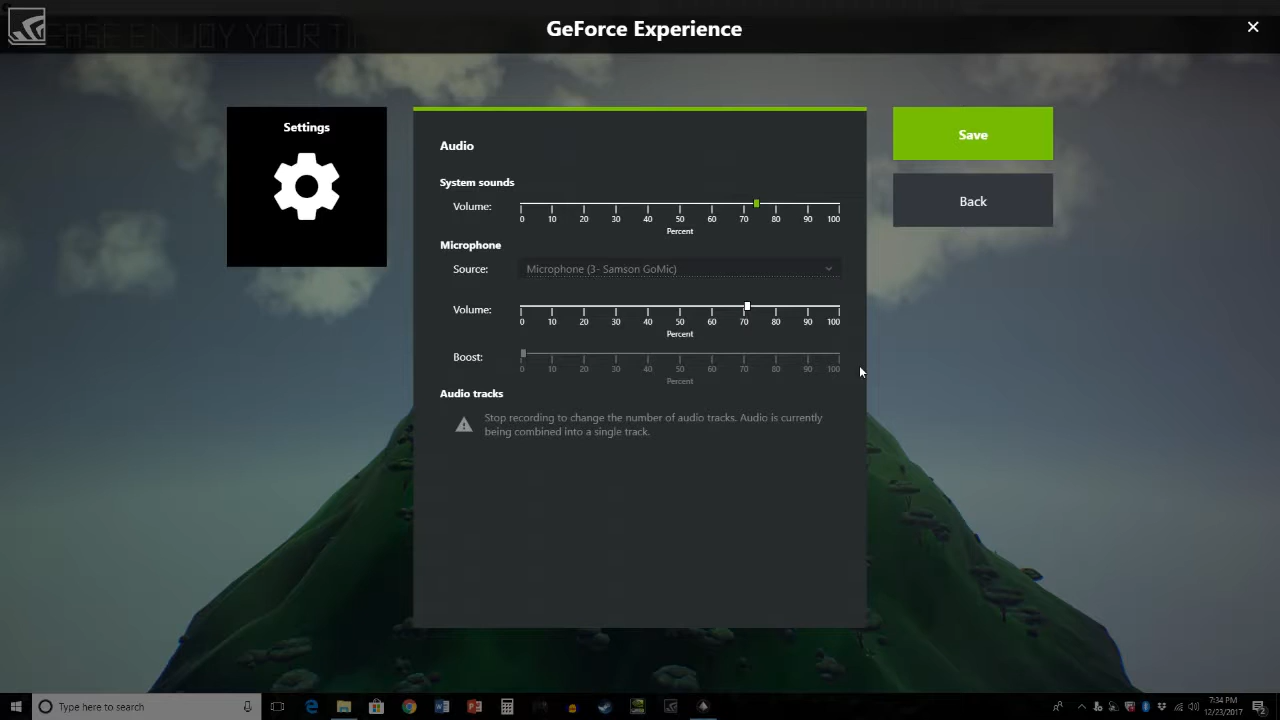 EASE ENJOY YOUR TI
GeForce Experience
Settings
Audio
Save
Back
System sounds
Volume:
0 10 20 30 40 50 60 70 80 90 100
Percent
Microphone
Source: Microphone (3- Samson GoMic)
Volume:
0 10 20 30 40 50 60 70 80 90 100
Percent
Boost:
0 10 20 30 40 50 60 70 80 90 100
Percent
Audio tracks
Stop recording to change the number of audio tracks. Audio is currently
being combined into a single track.
Type here to search
7:34 PM
12/23/2017